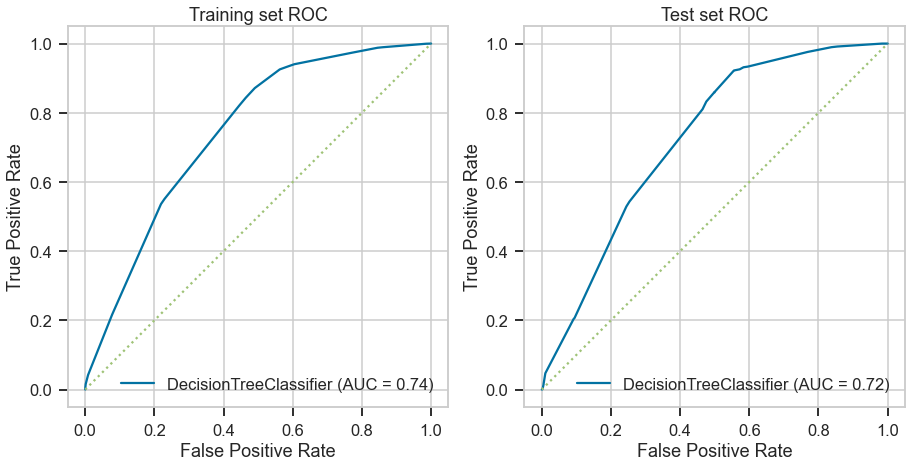 Training set ROC
True Positive Rate
1.0
0.8
0.6
0.4
0.2
0.0
DecisionTreeClassifier (AUC = 0.74)
0.0 0.2 0.4 0.6 0.8 1.0
False Positive Rate
Test set ROC
True Positive Rate
1.0
0.8
0.6
0.4
0.2
0.0
DecisionTreeClassifier (AUC = 0.72)
0.0 0.2 0.4 0.6 0.8 1.0
False Positive Rate